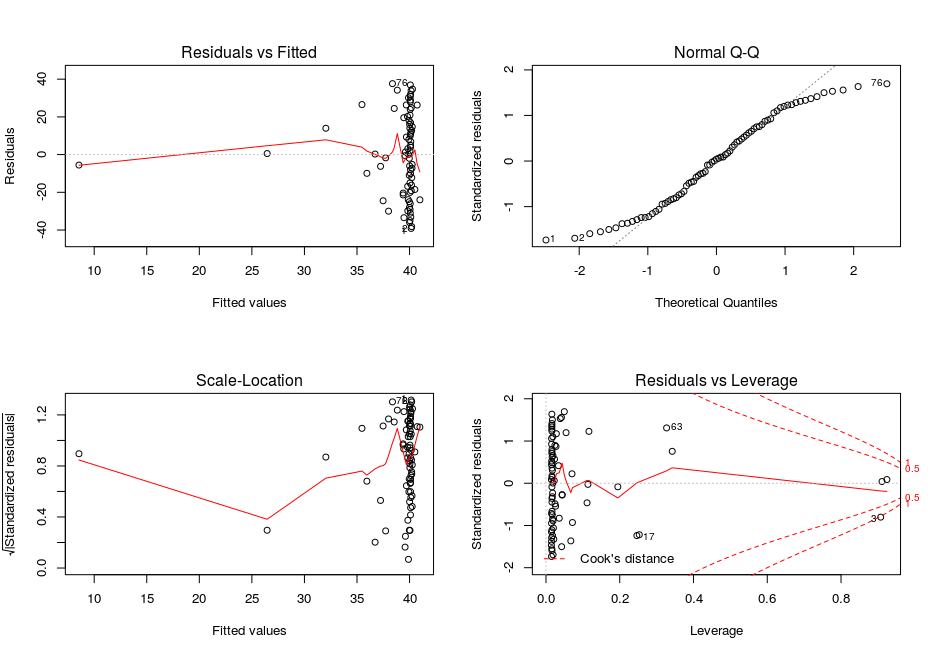 Residuals vs Fitted
Residuals
40
20
0
-20
-40
76
10 15 20 25 30 35 40
Fitted values
Normal Q-Q
Standardized residuals
2
1
0
-1
1
2
76
-2 -1 0 1 2
Theoretical Quantiles
Scale-Location
√|Standardized residuals|
1.2
0.8
0.4
0.0
10 15 20 25 30 35 40
Fitted values
Residuals vs Leverage
Standardized residuals
2
1
0
-1
-2
63
17
3
1
0.5
0.5
1
Cook's distance
0.0 0.2 0.4 0.6 0.8
Leverage